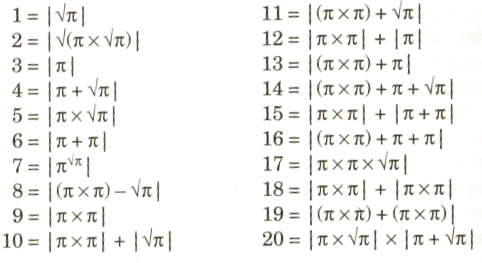 1 = |√π|
2 = |√(π × √π)|
3 = |π|
4 = |π + √π|
5 = |π × √π|
6 = |π + π|
7 = |π^√π|
8 = |(π × π) – √π|
9 = |π × π|
10 = |π × π| + |√π|
11 = |(π × π) + √π|
12 = |π × π| + |π|
13 = |(π × π) + π|
14 = |(π × π) + π + √π|
15 = |π × π| + |π + π|
16 = |(π × π) + π + π|
17 = |π × π × √π|
18 = |π × π| + |π × π|
19 = |(π × π) + (π × π)|
20 = |π × √π| × |π + √π|